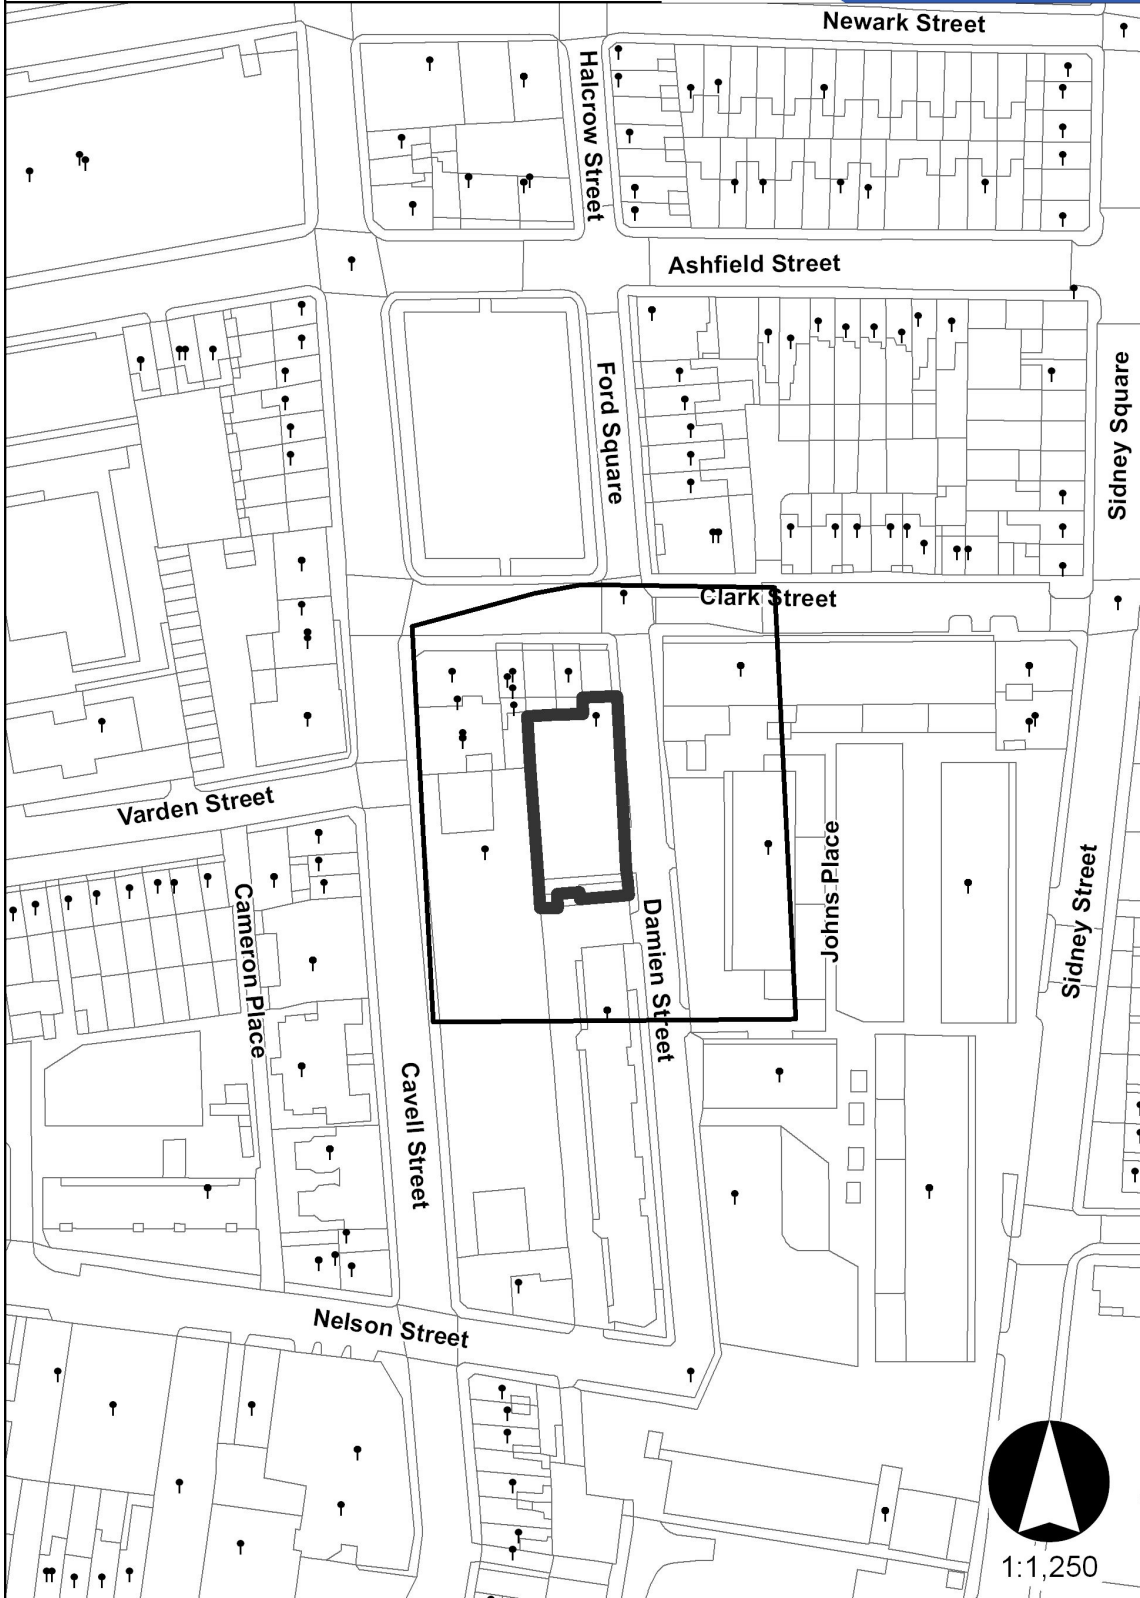 Newark Street
Halcrow Street
Ashfield Street
Ford Square
Sidney Square
Clark Street
Varden Street
Cameron Place
Damien Street
Johns Place
Sidney Street
Cavell Street
Nelson Street
1:1,250